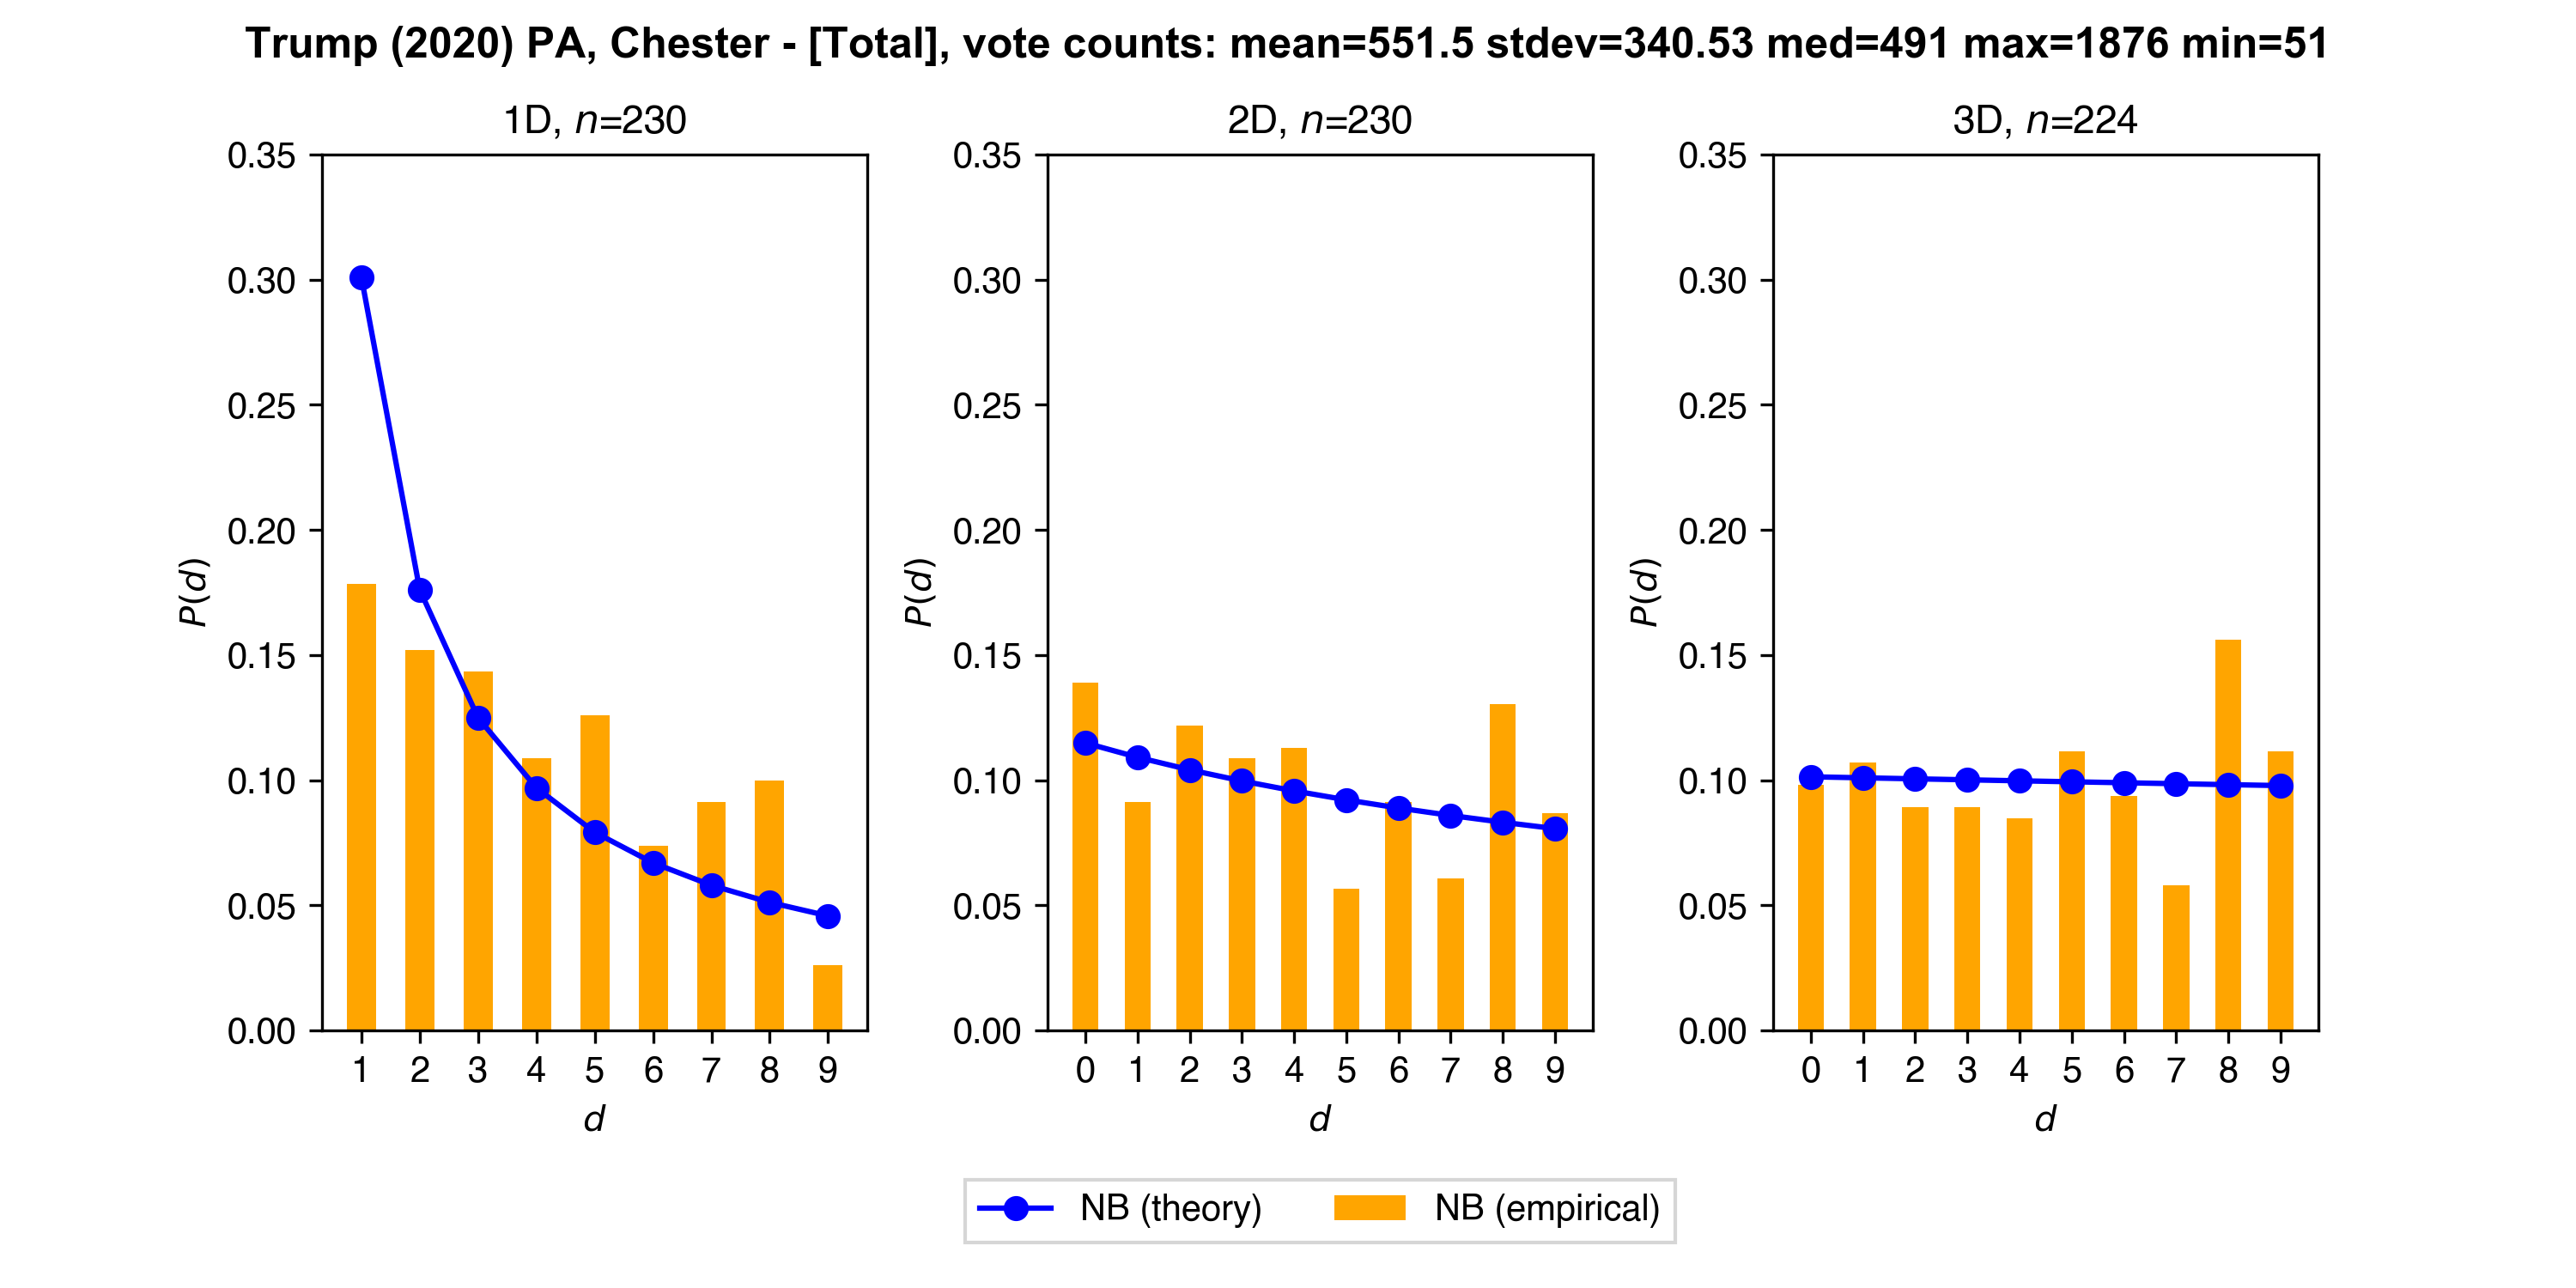 Trump (2020) PA, Chester - [Total], vote counts: mean=551.5 stdev=340.53 med=491 max=1876 min=51
1D, n=230
0.35
0.30
0.25
0.20
0.15
0.10
0.05
0.00
P(d)
1 2 3 4 5 6 7 8 9
d
2D, n=230
0.35
0.30
0.25
0.20
0.15
0.10
0.05
0.00
P(d)
0 1 2 3 4 5 6 7 8 9
d
3D, n=224
0.35
0.30
0.25
0.20
0.15
0.10
0.05
0.00
P(d)
0 1 2 3 4 5 6 7 8 9
d
NB (theory) NB (empirical)